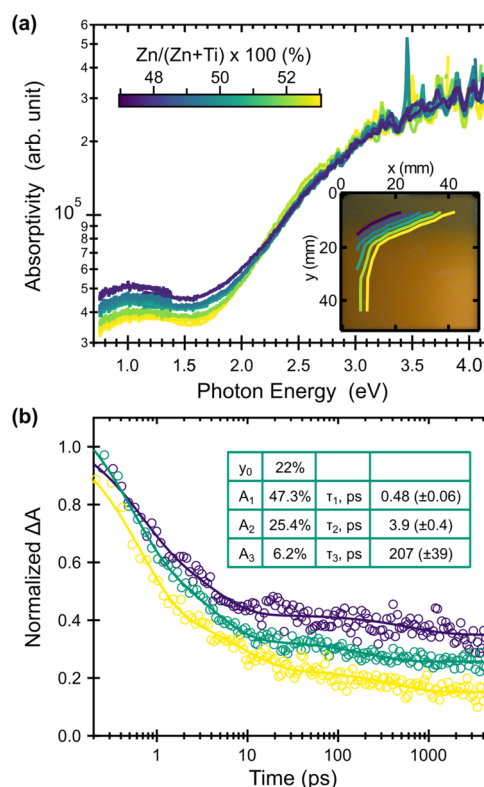 (a)
6
5
4
3
2
10⁵
9
8
7
6
5
4
3
Absorptivity (arb. unit)
Zn/(Zn+Ti) x 100 (%)
48 50 52
x (mm)
0 20 40
0
20
40
y (mm)
1.0 1.5 2.0 2.5 3.0 3.5 4.0
Photon Energy (eV)
(b)
1.0
0.8
0.6
0.4
0.2
0.0
Normalized ΔA
y₀ 22%
A₁ 47.3% τ₁, ps 0.48 (±0.06)
A₂ 25.4% τ₂, ps 3.9 (±0.4)
A₃ 6.2% τ₃, ps 207 (±39)
1 10 100 1000
Time (ps)